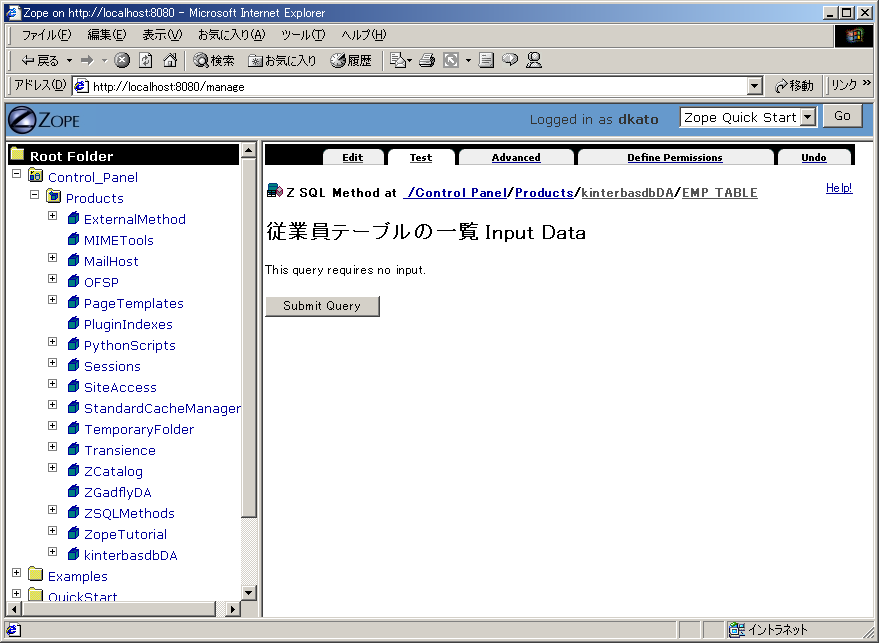 Zope on http://localhost:8080 - Microsoft Internet Explorer
ファイル(F) 編集(E) 表示(V) お気に入り(A) ツール(T) ヘルプ(H)
戻る 検索 お気に入り 履歴
アドレス(D) http://localhost:8080/manage 移動 リンク »
ZOPE Logged in as dkato Zope Quick Start Go
Root Folder
Control_Panel
Products
ExternalMethod
MIMETools
MailHost
OFSP
PageTemplates
PluginIndexes
PythonScripts
Sessions
SiteAccess
StandardCacheManager
TemporaryFolder
Transience
ZCatalog
ZGadflyDA
ZSQLMethods
ZopeTutorial
kinterbasdbDA
Examples
QuickStart
Edit Test Advanced Define Permissions Undo
Z SQL Method at /Control_Panel/Products/kinterbasdbDA/EMP_TABLE Help!
従業員テーブルの一覧 Input Data
This query requires no input.
Submit Query
イントラネット